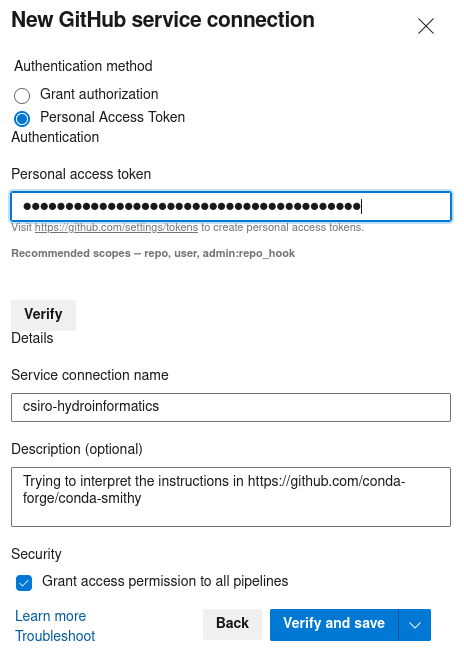 New GitHub service connection
Authentication method
Grant authorization
Personal Access Token
Authentication
Personal access token
Visit https://github.com/settings/tokens to create personal access tokens.
Recommended scopes -- repo, user, admin:repo_hook
Verify
Details
Service connection name
csiro-hydroinformatics
Description (optional)
Trying to interpret the instructions in https://github.com/conda-
forge/conda-smithy
Security
Grant access permission to all pipelines
Learn more
Troubleshoot
Back
Verify and save